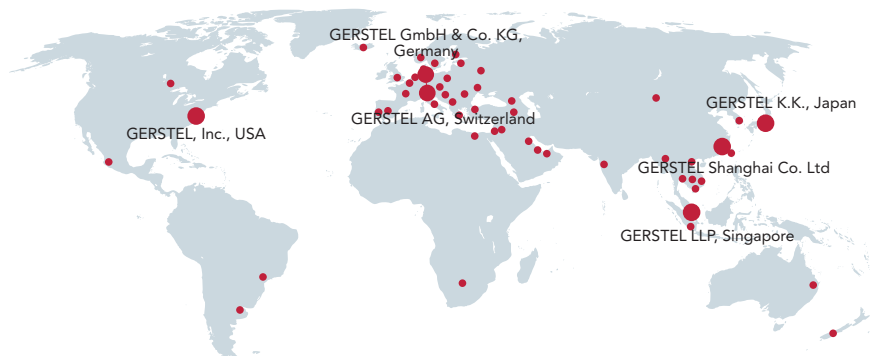 GERSTEL GmbH & Co. KG,
Germany
GERSTEL K.K., Japan
GERSTEL AG, Switzerland
GERSTEL, Inc., USA
GERSTEL Shanghai Co. Ltd
GERSTEL LLP, Singapore